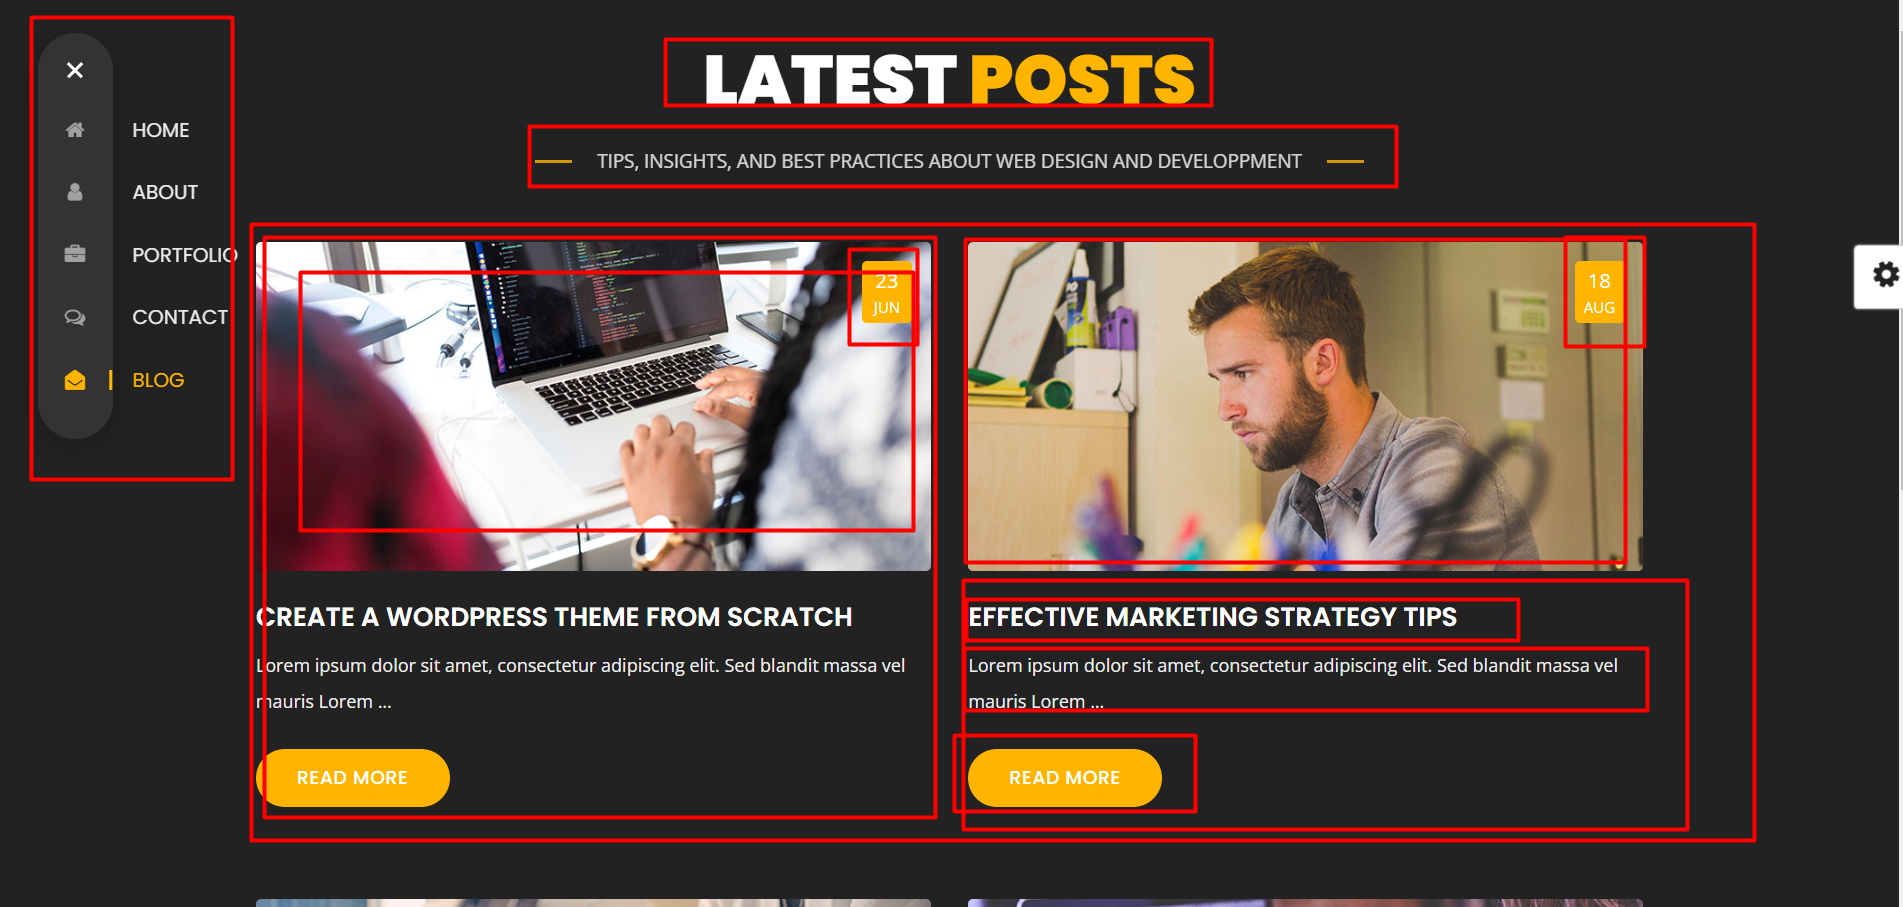 HOME
ABOUT
PORTFOLIO
CONTACT
BLOG
LATEST POSTS
TIPS, INSIGHTS, AND BEST PRACTICES ABOUT WEB DESIGN AND DEVELOPPMENT
23
JUN
CREATE A WORDPRESS THEME FROM SCRATCH
Lorem ipsum dolor sit amet, consectetur adipiscing elit. Sed blandit massa vel
mauris Lorem ...
READ MORE
18
AUG
EFFECTIVE MARKETING STRATEGY TIPS
Lorem ipsum dolor sit amet, consectetur adipiscing elit. Sed blandit massa vel
mauris Lorem ...
READ MORE